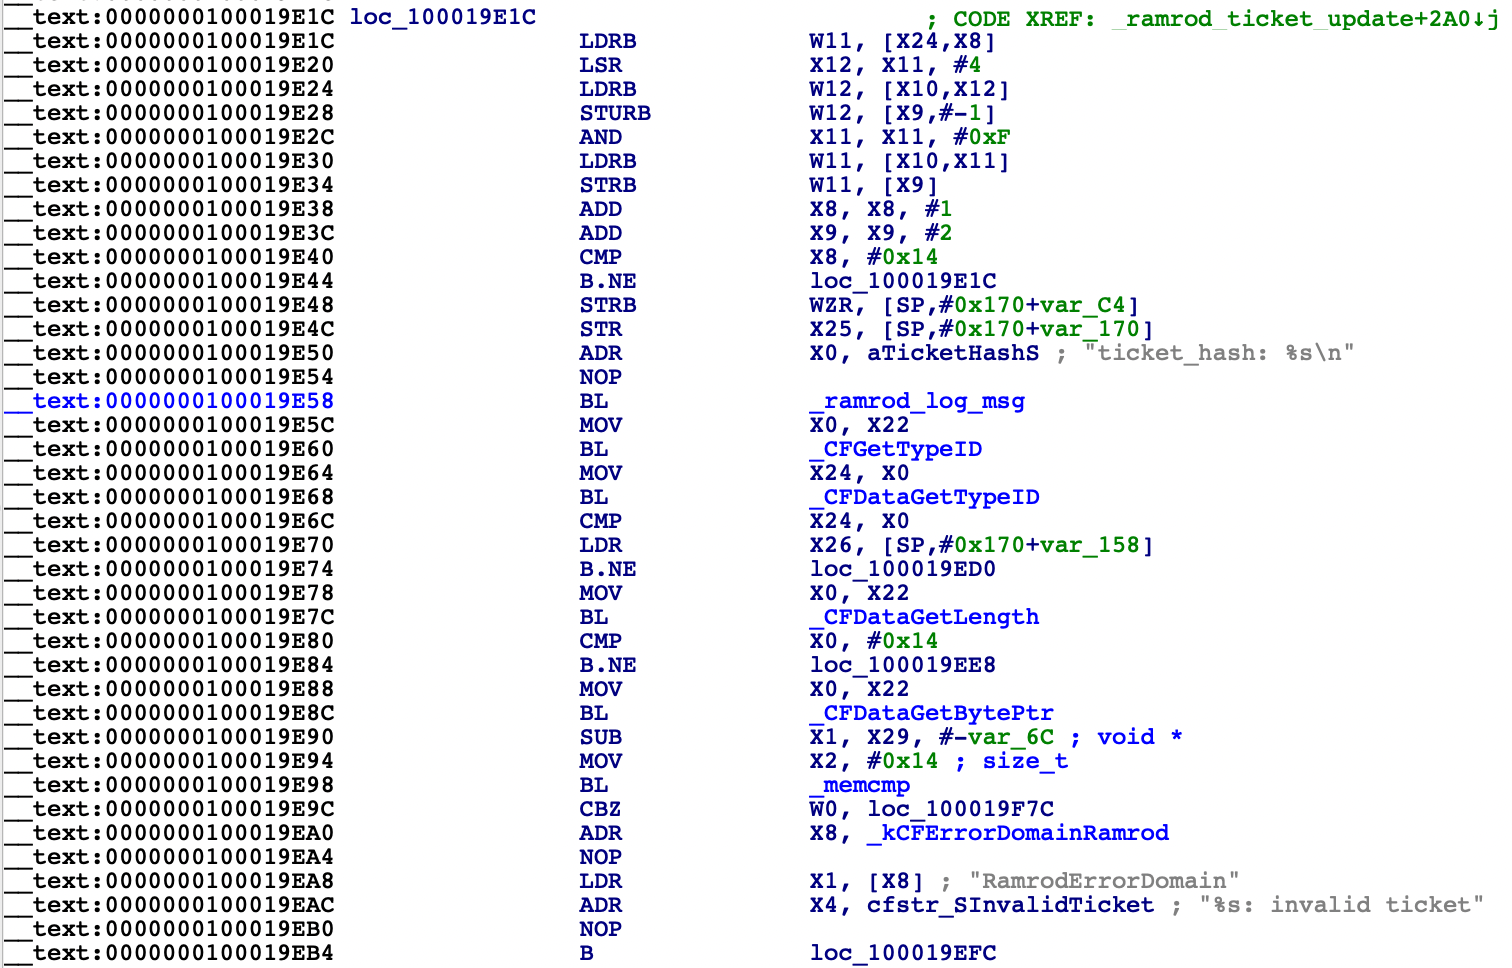 __text:0000000100019E1C loc_100019E1C ; CODE XREF: _ramrod_ticket_update+2A0↓j
__text:0000000100019E1C LDRB W11, [X24,X8]
__text:0000000100019E20 LSR X12, X11, #4
__text:0000000100019E24 LDRB W12, [X10,X12]
__text:0000000100019E28 STURB W12, [X9,#-1]
__text:0000000100019E2C AND X11, X11, #0xF
__text:0000000100019E30 LDRB W11, [X10,X11]
__text:0000000100019E34 STRB W11, [X9]
__text:0000000100019E38 ADD X8, X8, #1
__text:0000000100019E3C ADD X9, X9, #2
__text:0000000100019E40 CMP X8, #0x14
__text:0000000100019E44 B.NE loc_100019E1C
__text:0000000100019E48 STRB WZR, [SP,#0x170+var_C4]
__text:0000000100019E4C STR X25, [SP,#0x170+var_170]
__text:0000000100019E50 ADR X0, aTicketHashS ; "ticket_hash: %s\n"
__text:0000000100019E54 NOP
__text:0000000100019E58 BL _ramrod_log_msg
__text:0000000100019E5C MOV X0, X22
__text:0000000100019E60 BL _CFGetTypeID
__text:0000000100019E64 MOV X24, X0
__text:0000000100019E68 BL _CFDataGetTypeID
__text:0000000100019E6C CMP X24, X0
__text:0000000100019E70 LDR X26, [SP,#0x170+var_158]
__text:0000000100019E74 B.NE loc_100019ED0
__text:0000000100019E78 MOV X0, X22
__text:0000000100019E7C BL _CFDataGetLength
__text:0000000100019E80 CMP X0, #0x14
__text:0000000100019E84 B.NE loc_100019EE8
__text:0000000100019E88 MOV X0, X22
__text:0000000100019E8C BL _CFDataGetBytePtr
__text:0000000100019E90 SUB X1, X29, #-var_6C ; void *
__text:0000000100019E94 MOV X2, #0x14 ; size_t
__text:0000000100019E98 BL _memcmp
__text:0000000100019E9C CBZ W0, loc_100019F7C
__text:0000000100019EA0 ADR X8, _kCFErrorDomainRamrod
__text:0000000100019EA4 NOP
__text:0000000100019EA8 LDR X1, [X8] ; "RamrodErrorDomain"
__text:0000000100019EAC ADR X4, cfstr_SInvalidTicket ; "%s: invalid ticket"
__text:0000000100019EB0 NOP
__text:0000000100019EB4 B loc_100019EFC